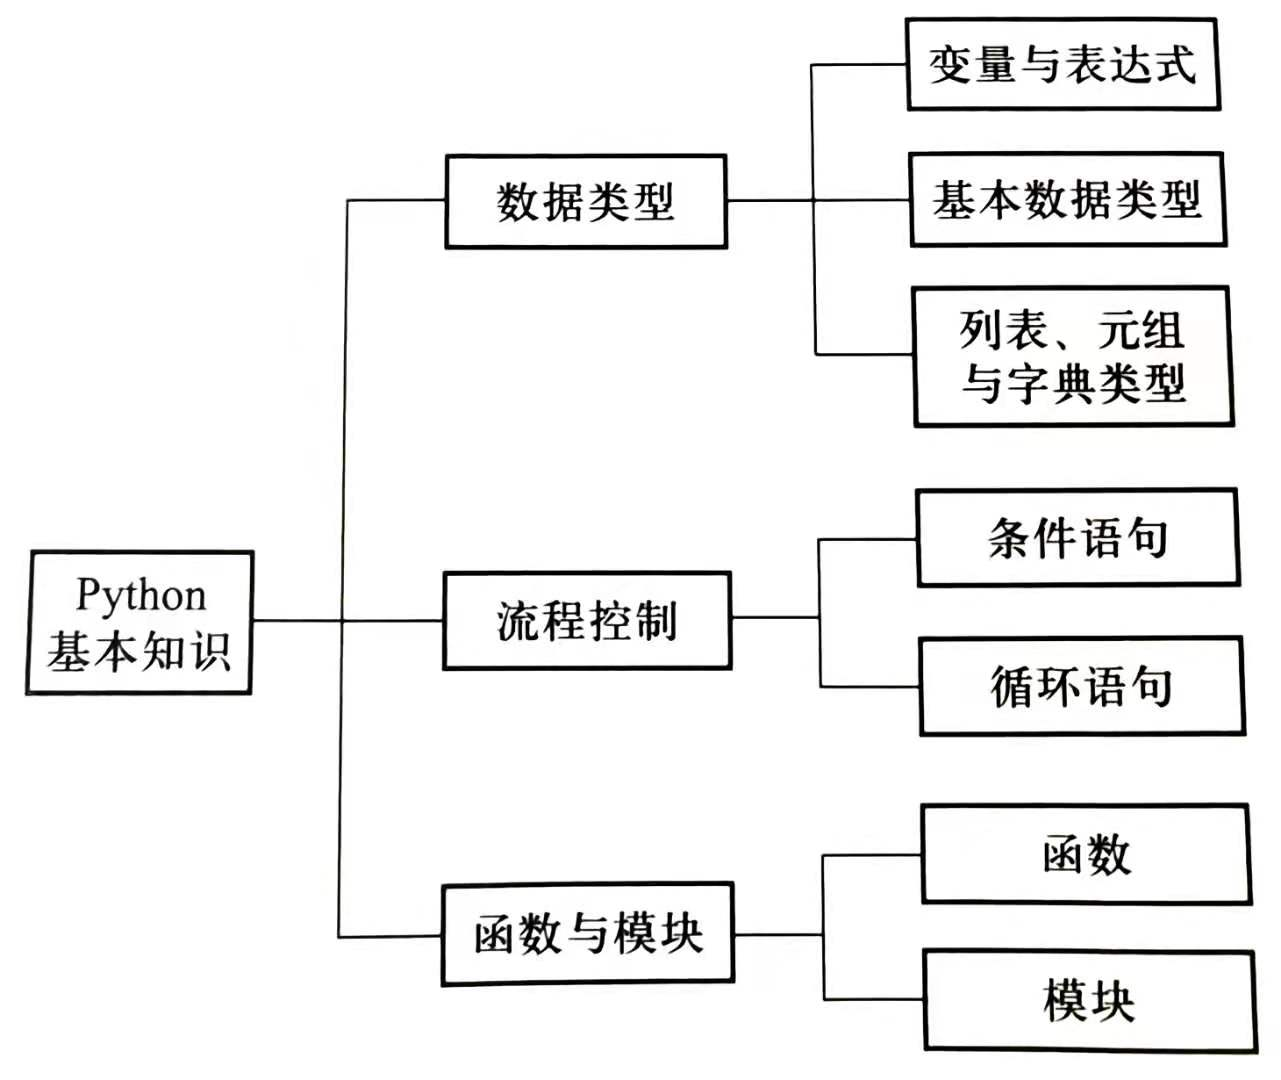 变量与表达式
数据类型
基本数据类型
列表、元组
与字典类型
Python
基本知识
流程控制
条件语句
循环语句
函数与模块
函数
模块